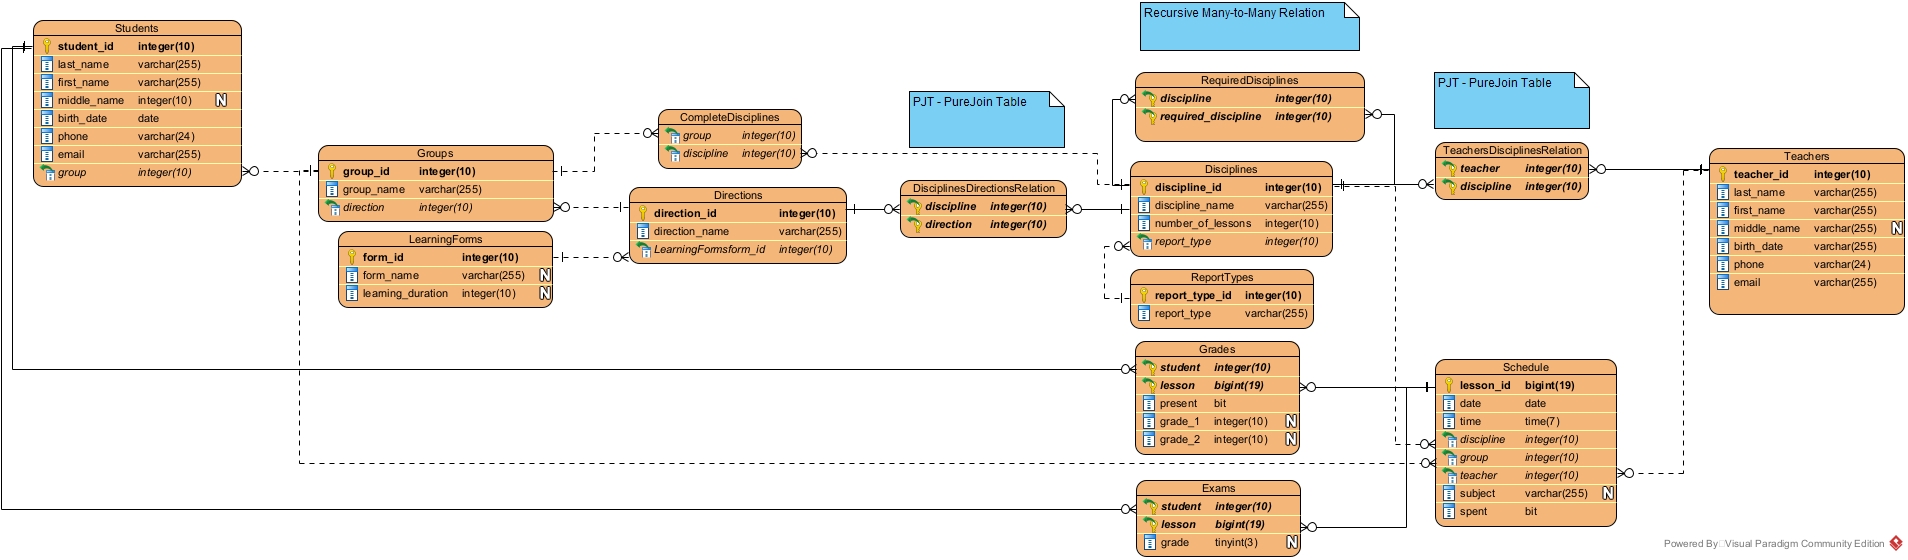 Students
student_id integer(10)
last_name varchar(255)
first_name varchar(255)
middle_name integer(10) N
birth_date date
phone varchar(24)
email varchar(255)
group integer(10)
Groups
group_id integer(10)
group_name varchar(255)
direction integer(10)
LearningForms
form_id integer(10)
form_name varchar(255) N
learning_duration integer(10) N
CompleteDisciplines
group integer(10)
discipline integer(10)
Directions
direction_id integer(10)
direction_name varchar(255)
LearningFormsform_id integer(10)
PJT - PureJoin Table
DisciplinesDirectionsRelation
discipline integer(10)
direction integer(10)
Recursive Many-to-Many Relation
RequiredDisciplines
discipline integer(10)
required_discipline integer(10)
Disciplines
discipline_id integer(10)
discipline_name varchar(255)
number_of_lessons integer(10)
report_type integer(10)
ReportTypes
report_type_id integer(10)
report_type varchar(255)
Grades
student integer(10)
lesson bigint(19)
present bit
grade_1 integer(10) N
grade_2 integer(10) N
Exams
student integer(10)
lesson bigint(19)
grade tinyint(3) N
PJT - PureJoin Table
TeachersDisciplinesRelation
teacher integer(10)
discipline integer(10)
Schedule
lesson_id bigint(19)
date date
time time(7)
discipline integer(10)
group integer(10)
teacher integer(10)
subject varchar(255) N
spent bit
Teachers
teacher_id integer(10)
last_name varchar(255)
first_name varchar(255)
middle_name varchar(255) N
birth_date varchar(255)
phone varchar(24)
email varchar(255)
Powered By Visual Paradigm Community Edition